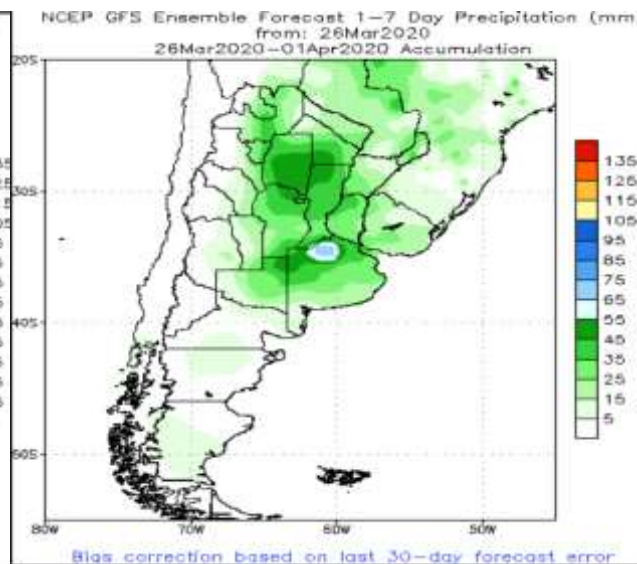 NCEP GFS Ensemble Forecast 1-7 Day Precipitation (mm
from: 26Mar2020
26Mar2020-01Apr2020 Accumulation
20S
30S
40S
50S
80W
70W
60W
50W
135
125
115
105
95
85
75
65
55
45
35
25
15
5
Bias correction based on last 30-day forecast error